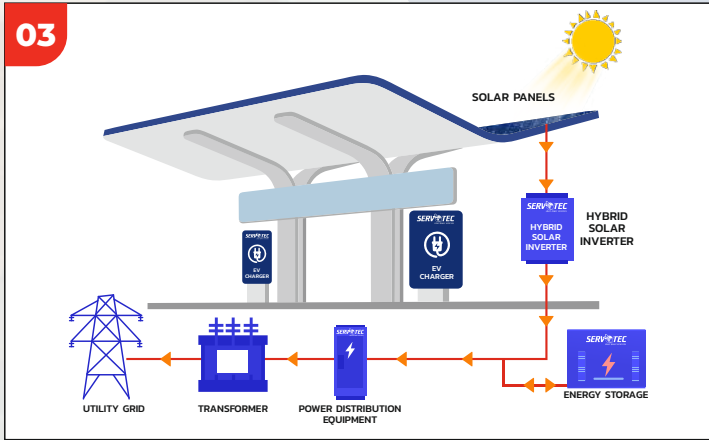 03
SOLAR PANELS
SERVOTEC
HYBRID
SOLAR
INVERTER
HYBRID
SOLAR
INVERTER
SERVOTEC
EV
CHARGER
SERVOTEC
EV
CHARGER
SERVOTEC
SERVOTEC
UTILITY GRID
TRANSFORMER
POWER DISTRIBUTION
EQUIPMENT
ENERGY STORAGE